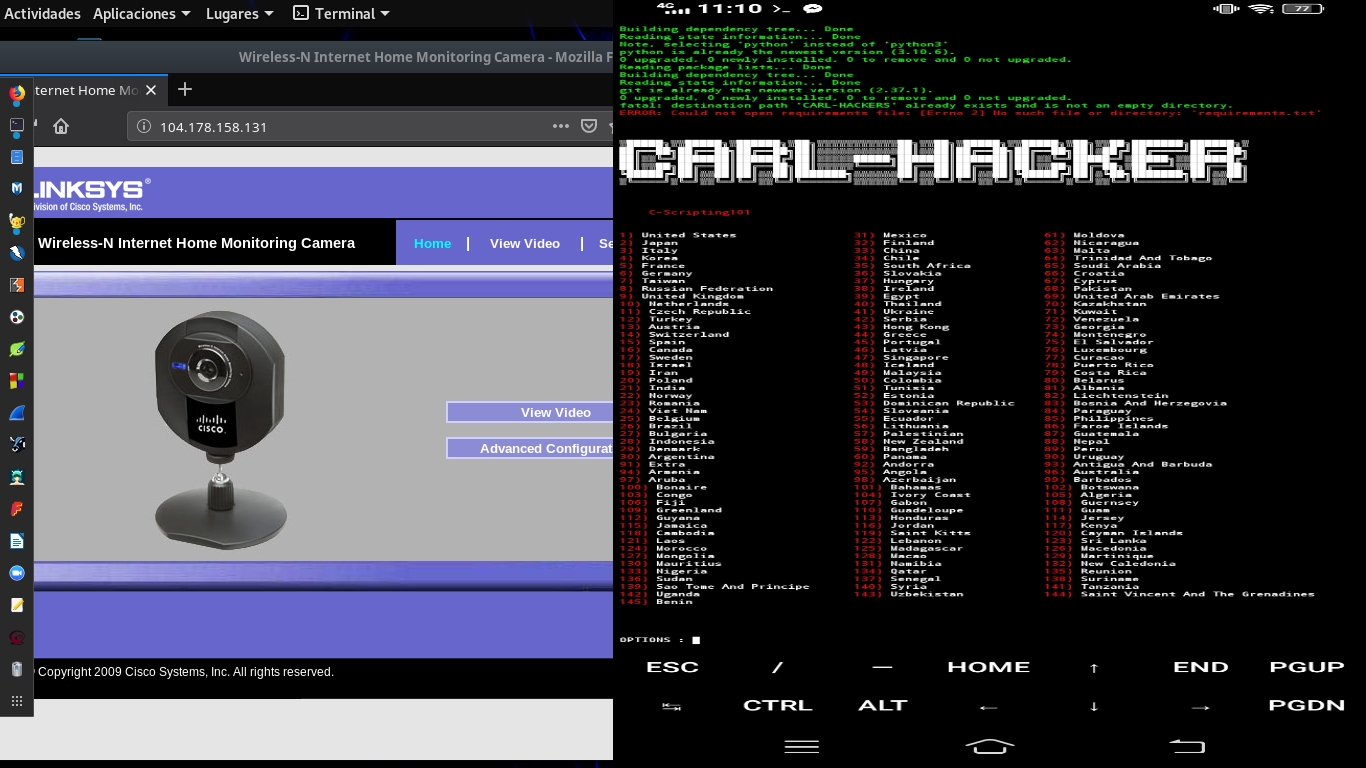 Actividades Aplicaciones Lugares Terminal
Wireless-N Internet Home Monitoring Camera - Mozilla F
ternet Home Mo
104.178.158.131
LINKSYS®
ivision of Cisco Systems, Inc.
Wireless-N Internet Home Monitoring Camera
Home | View Video | Se
CISCO
View Video
Advanced Configurat
Copyright 2009 Cisco Systems, Inc. All rights reserved.
4G 11:10 >_ 77
Building dependency tree... Done
Reading state information... Done
Note, selecting 'python' instead of 'python3'
python is already the newest version (3.10.6).
0 upgraded, 0 newly installed, 0 to remove and 0 not upgraded.
Reading package lists... Done
Building dependency tree... Done
Reading state information... Done
git is already the newest version (2.37.1).
0 upgraded, 0 newly installed, 0 to remove and 0 not upgraded.
fatal: destination path 'CARL-HACKERS' already exists and is not an empty directory.
ERROR: Could not open requirements file: [Errno 2] No such file or directory: 'requirements.txt'
CARL-HACKER
C-Scripting101
1) United States 31) Mexico 61) Moldova
2) Japan 32) Finland 62) Nicaragua
3) Italy 33) China 63) Malta
4) Korea 34) Chile 64) Trinidad And Tobago
5) France 35) South Africa 65) Soudi Arabia
6) Germany 36) Slovakia 66) Croatia
7) Taiwan 37) Hungary 67) Cyprus
8) Russian Federation 38) Ireland 68) Pakistan
9) United Kingdom 39) Egypt 69) United Arab Emirates
10) Netherlands 40) Thailand 70) Kazakhstan
11) Czech Republic 41) Ukraine 71) Kuwait
12) Turkey 42) Serbia 72) Venezuela
13) Austria 43) Hong Kong 73) Georgia
14) Switzerland 44) Greece 74) Montenegro
15) Spain 45) Portugal 75) El Salvador
16) Canada 46) Latvia 76) Luxembourg
17) Sweden 47) Singapore 77) Curacao
18) Israel 48) Iceland 78) Puerto Rico
19) Iran 49) Malaysia 79) Costa Rica
20) Poland 50) Colombia 80) Belarus
21) India 51) Tunisia 81) Albania
22) Norway 52) Estonia 82) Liechtenstein
23) Romania 53) Dominican Republic 83) Bosnia And Herzegovia
24) Viet Nam 54) Slovenia 84) Paraguay
25) Belgium 55) Ecuador 85) Philippines
26) Brazil 56) Lithuania 86) Faroe Islands
27) Bulgaria 57) Palestinian 87) Guatemala
28) Indonesia 58) New Zealand 88) Nepal
29) Denmark 59) Bangladeh 89) Peru
30) Argentina 60) Panama 90) Uruguay
91) Extra 92) Andorra 93) Antigua And Barbuda
94) Armenia 95) Angola 96) Australia
97) Aruba 98) Azerbaijan 99) Barbados
100) Bonaire 101) Bahamas 102) Botswana
103) Congo 104) Ivory Coast 105) Algeria
106) Fiji 107) Gabon 108) Guernsey
109) Greenland 110) Guadeloupe 111) Guam
112) Guyana 113) Honduras 114) Jersey
115) Jamaica 116) Jordan 117) Kenya
118) Cambodia 119) Saint Kitts 120) Cayman Islands
121) Laos 122) Lebanon 123) Sri Lanka
124) Morocco 125) Madagascar 126) Macedonia
127) Mongolia 128) Macao 129) Martinique
130) Mauritius 131) Namibia 132) New Caledonia
133) Nigeria 134) Qatar 135) Reunion
136) Sudan 137) Senegal 138) Suriname
139) Sao Tome And Principe 140) Syria 141) Tanzania
142) Uganda 143) Uzbekistan 144) Saint Vincent And The Grenadines
145) Benin
OPTIONS :
ESC / — HOME ↑ END PGUP
↹ CTRL ALT ← ↓ → PGDN